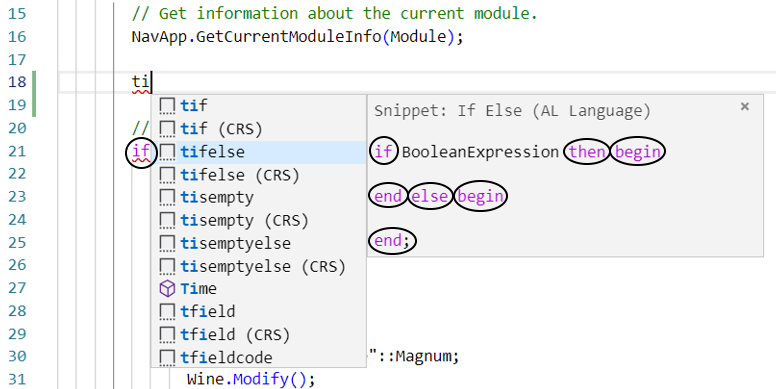 15 // Get information about the current module.
16 NavApp.GetCurrentModuleInfo(Module);
17
18 ti
19 tif
Snippet: If Else (AL Language) ×
20 // tif (CRS)
21 if tifelse
if BooleanExpression then begin
22 tifelse (CRS)
23 tisempty
end else begin
24 tisempty (CRS)
25 tisemptyelse
end;
26 tisemptyelse (CRS)
27 Time
28 tfield
29 tfield (CRS)
30 tfieldcode "::Magnum;
31 Wine.Modify();